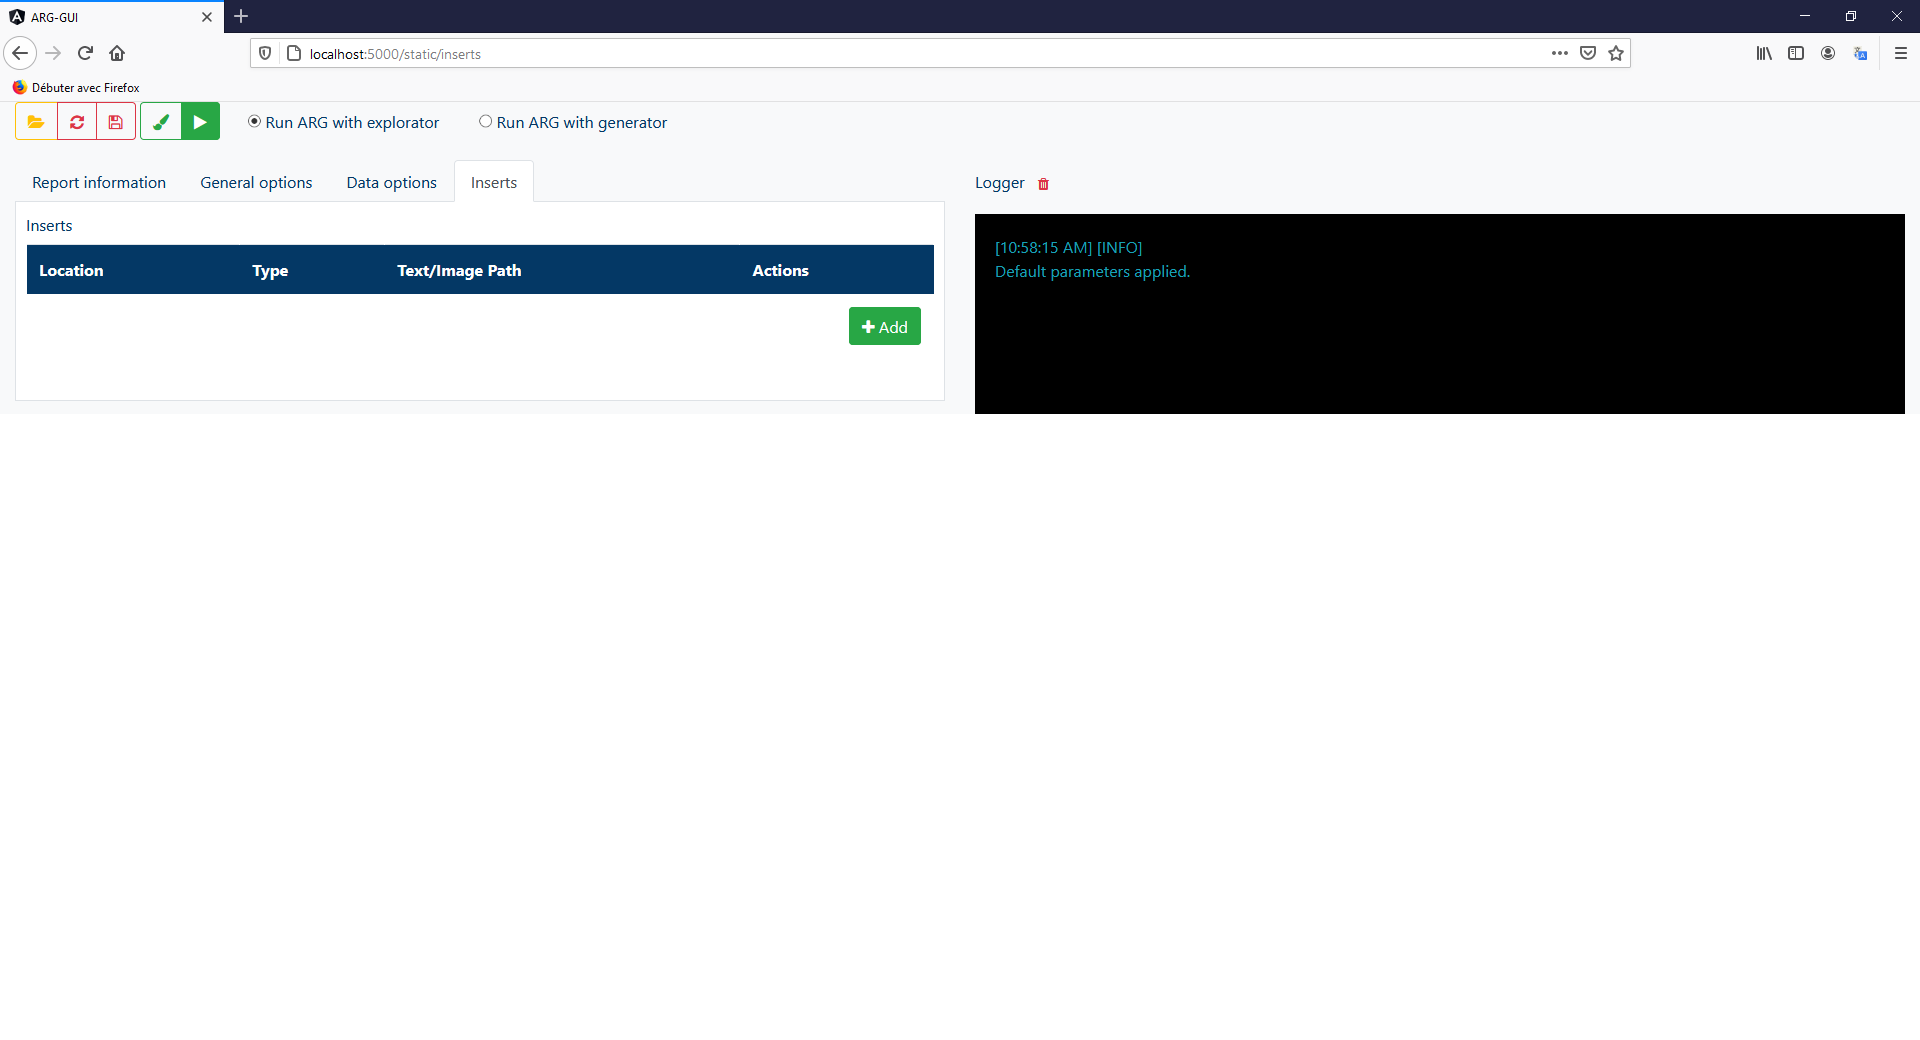 ARG-GUI
localhost:5000/static/inserts
Débuter avec Firefox
Run ARG with explorator
Run ARG with generator
Report information
General options
Data options
Inserts
Logger
Inserts
Location Type Text/Image Path Actions
Add
[10:58:15 AM] [INFO]
Default parameters applied.